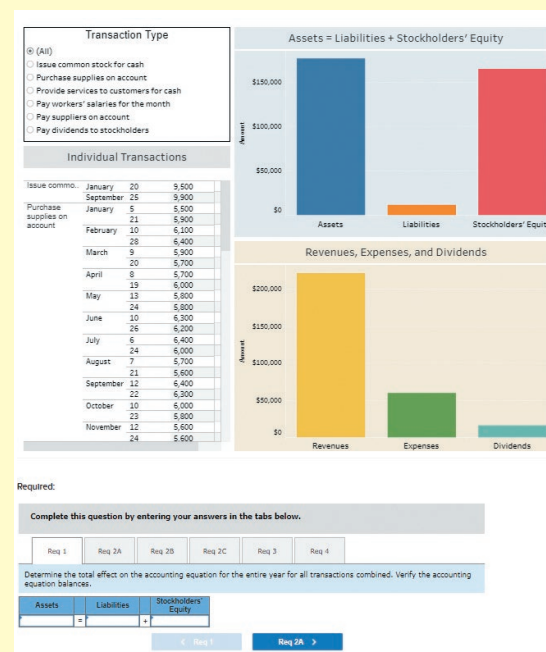 Transaction Type
(All)
Issue common stock for cash
Purchase supplies on account
Provide services to customers for cash
Pay workers' salaries for the month
Pay suppliers on account
Pay dividends to stockholders
Individual Transactions
Issue commo.. January 20 9,500
September 25 9,900
Purchase supplies on account January 5 5,500
21 5,900
February 10 6,100
28 6,400
March 9 5,900
20 5,700
April 8 5,700
19 6,000
May 13 5,800
24 5,800
June 10 6,300
26 6,200
July 6 6,400
24 6,000
August 7 5,700
21 5,600
September 12 6,400
22 6,300
October 10 6,000
23 5,800
November 12 5,600
24 5,600
Assets = Liabilities + Stockholders' Equity
Amount
$150,000
$100,000
$50,000
$0
Assets Liabilities Stockholders' Equit
Revenues, Expenses, and Dividends
Amount
$200,000
$150,000
$100,000
$50,000
$0
Revenues Expenses Dividends
Required:
Complete this question by entering your answers in the tabs below.
Req 1 Req 2A Req 2B Req 2C Req 3 Req 4
Determine the total effect on the accounting equation for the entire year for all transactions combined. Verify the accounting
equation balances.
Assets Liabilities Stockholders' Equity
= +
< Req 1 Req 2A >